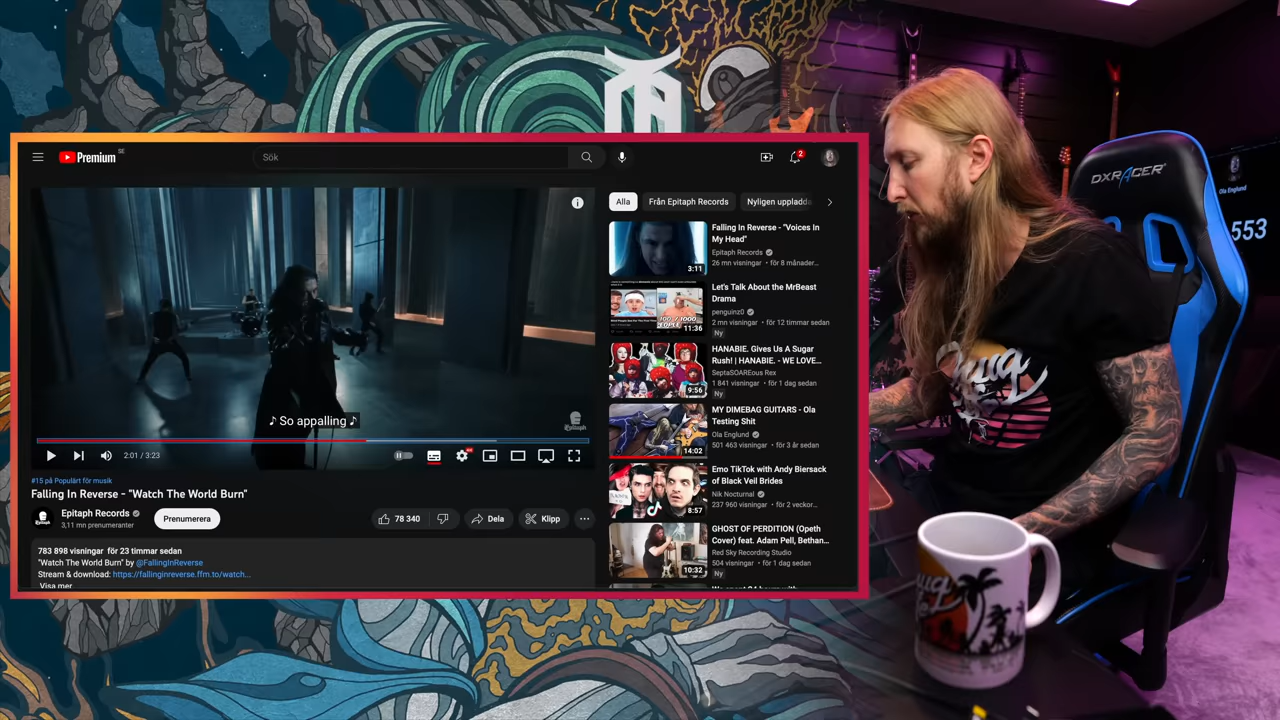 Premium SE
Sök
2
♪ So appalling ♪
Epitaph
2:01 / 3:23
#15 på Populärt för musik
Falling In Reverse - "Watch The World Burn"
Epitaph Records
3,11 mn prenumeranter
Prenumerera
78 340
Dela
Klipp
783 898 visningar för 23 timmar sedan
"Watch The World Burn" by @FallingInReverse
Stream & download: https://fallinginreverse.ffm.to/watch...
Visa mer
Alla
Från Epitaph Records
Nyligen uppladda
3:11
Falling In Reverse - "Voices In
My Head"
Epitaph Records
26 mn visningar • för 8 månader...
11:36
Let's Talk About the MrBeast
Drama
penguinz0
2 mn visningar • för 12 timmar sedan
Ny
9:56
HANABIE. Gives Us A Sugar
Rush! | HANABIE. - WE LOVE...
SeptaSOAREous Rex
1 841 visningar • för 1 dag sedan
Ny
14:02
MY DIMEBAG GUITARS - Ola
Testing Shit
Ola Englund
501 463 visningar • för 3 år sedan
8:57
Emo TikTok with Andy Biersack
of Black Veil Brides
Nik Nocturnal
237 960 visningar • för 2 veckor...
10:32
GHOST OF PERDITION (Opeth
Cover) feat. Adam Pell, Bethan...
Red Sky Recording Studio
504 visningar • för 1 dag sedan
Ny
DXRACER
Ola Englund
553
Chug